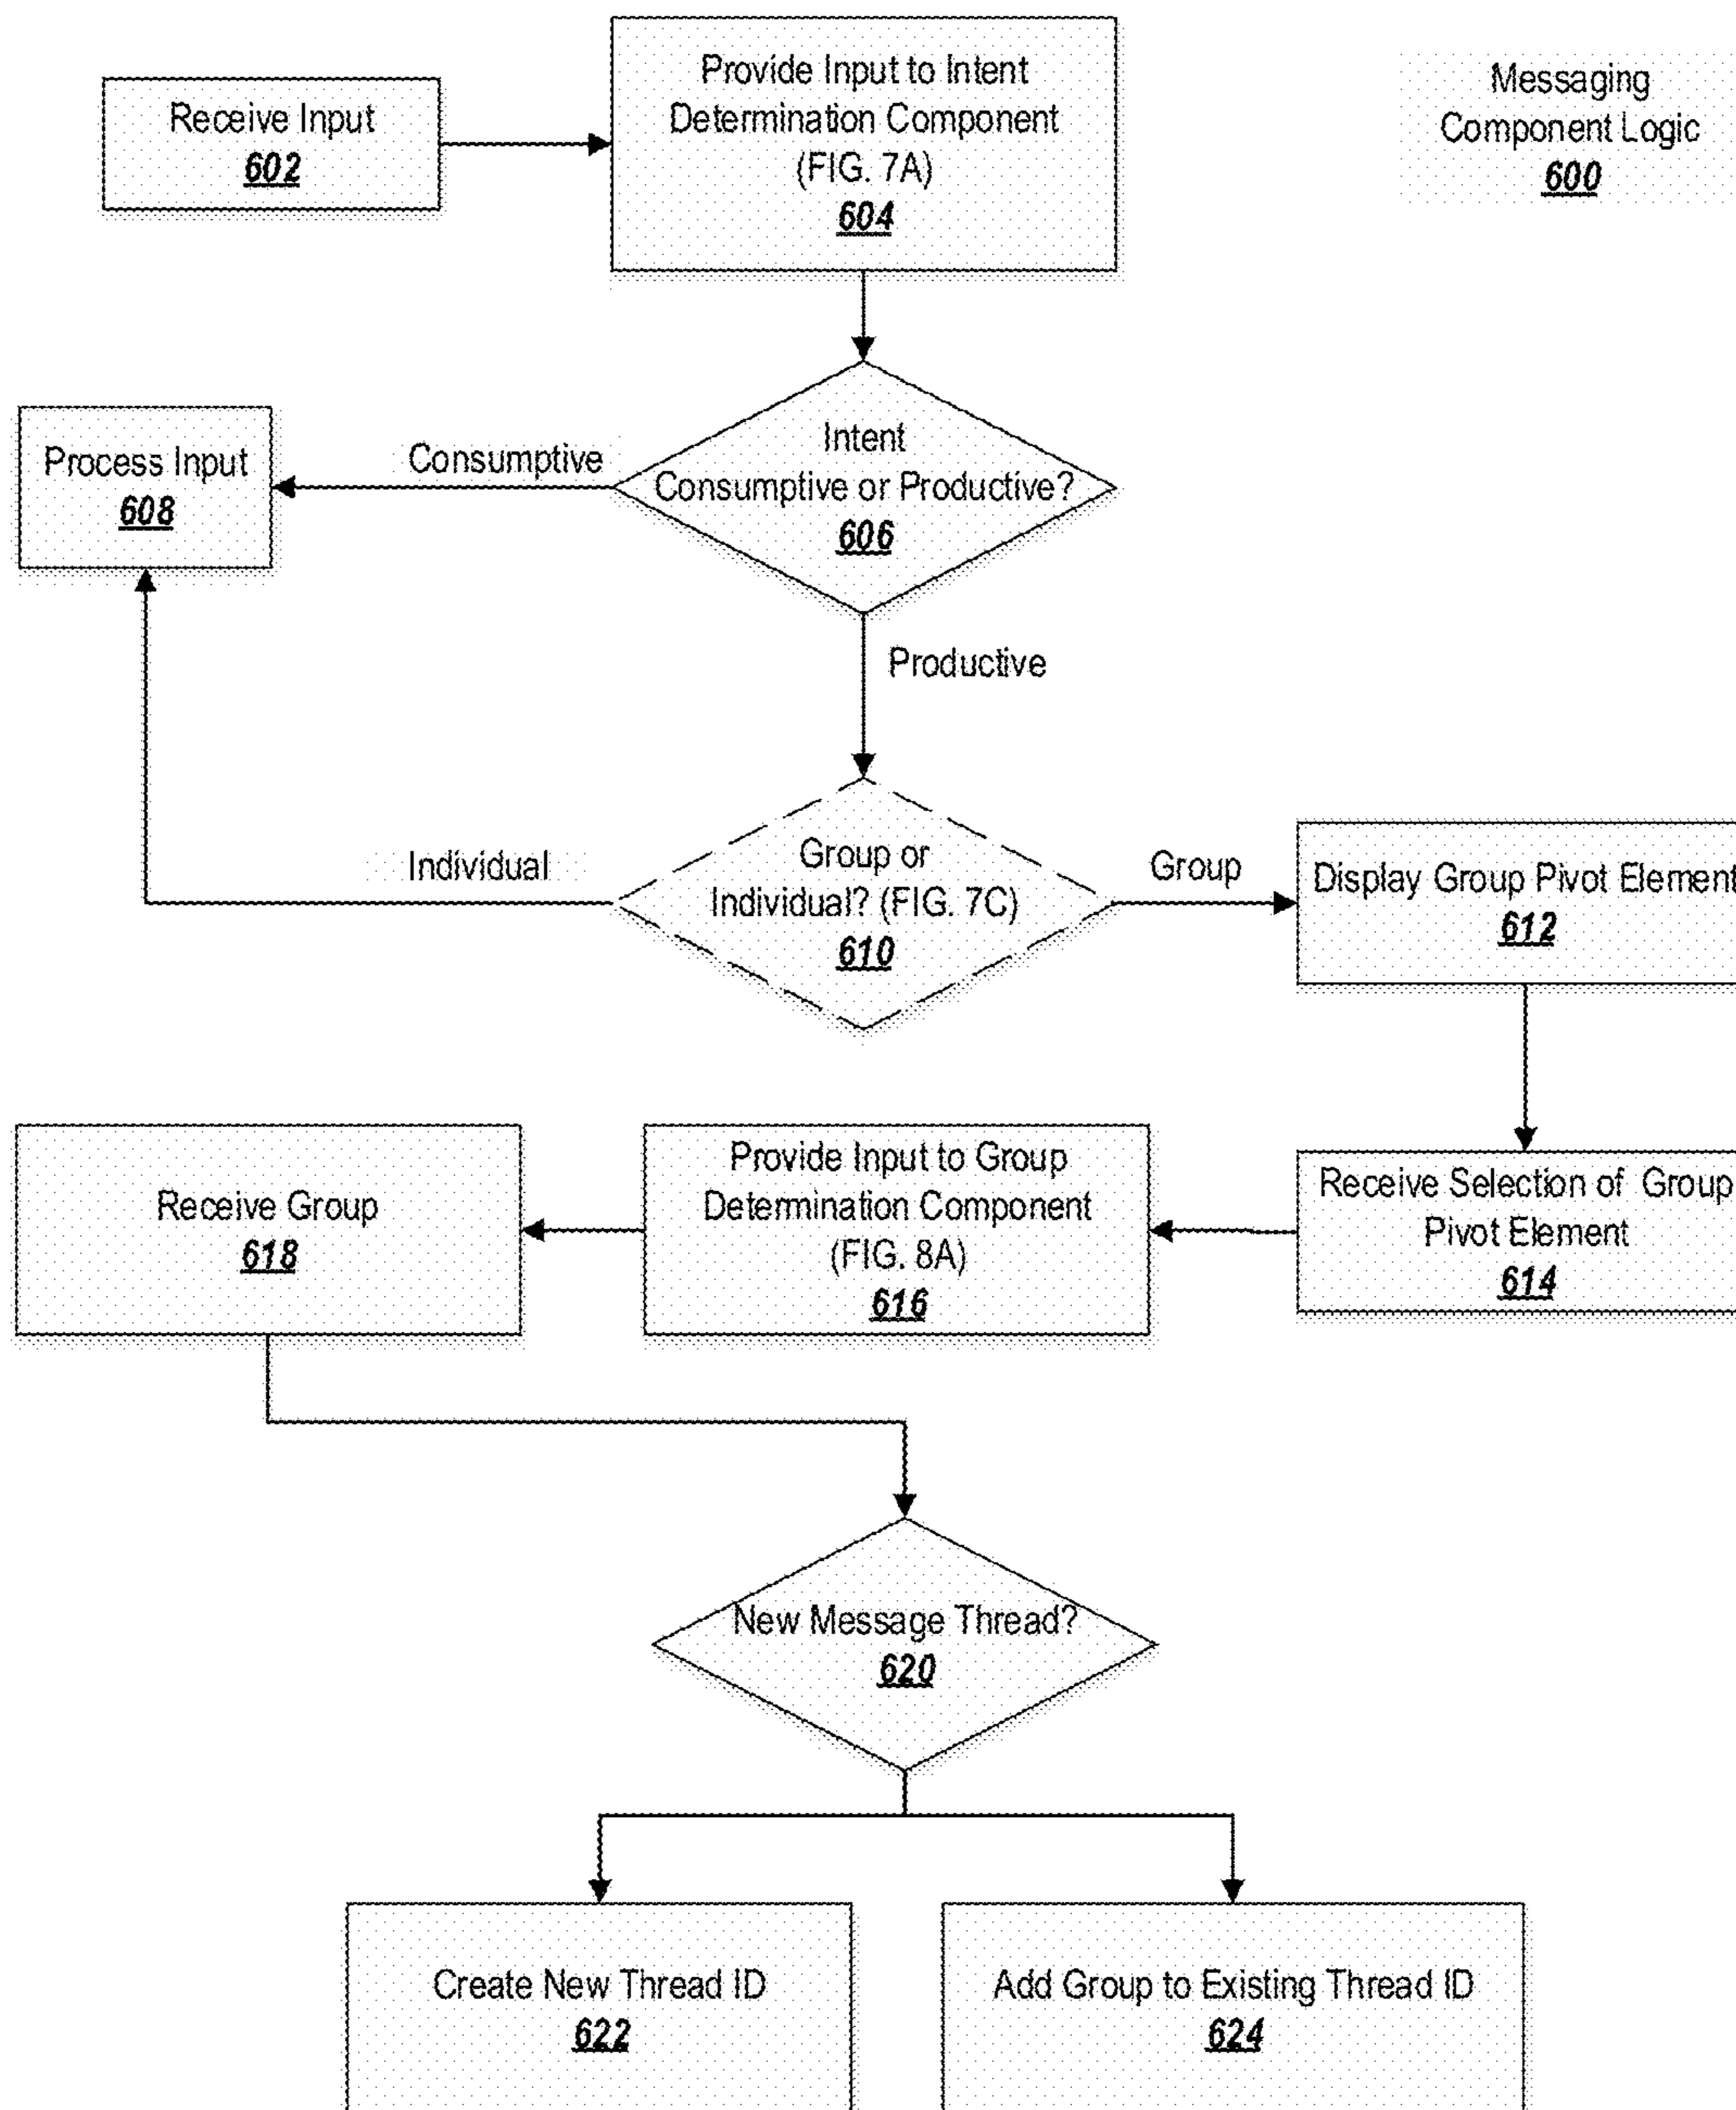 Receive Input
602
Provide Input to Intent
Determination Component
(FIG. 7A)
604
Messaging
Component Logic
600
Intent
Consumptive or Productive?
606
Consumptive
Process Input
608
Productive
Group or
Individual? (FIG. 7C)
610
Individual
Group
Display Group Pivot Element
612
Receive Selection of Group
Pivot Element
614
Provide Input to Group
Determination Component
(FIG. 8A)
616
Receive Group
618
New Message Thread?
620
Create New Thread ID
622
Add Group to Existing Thread ID
624